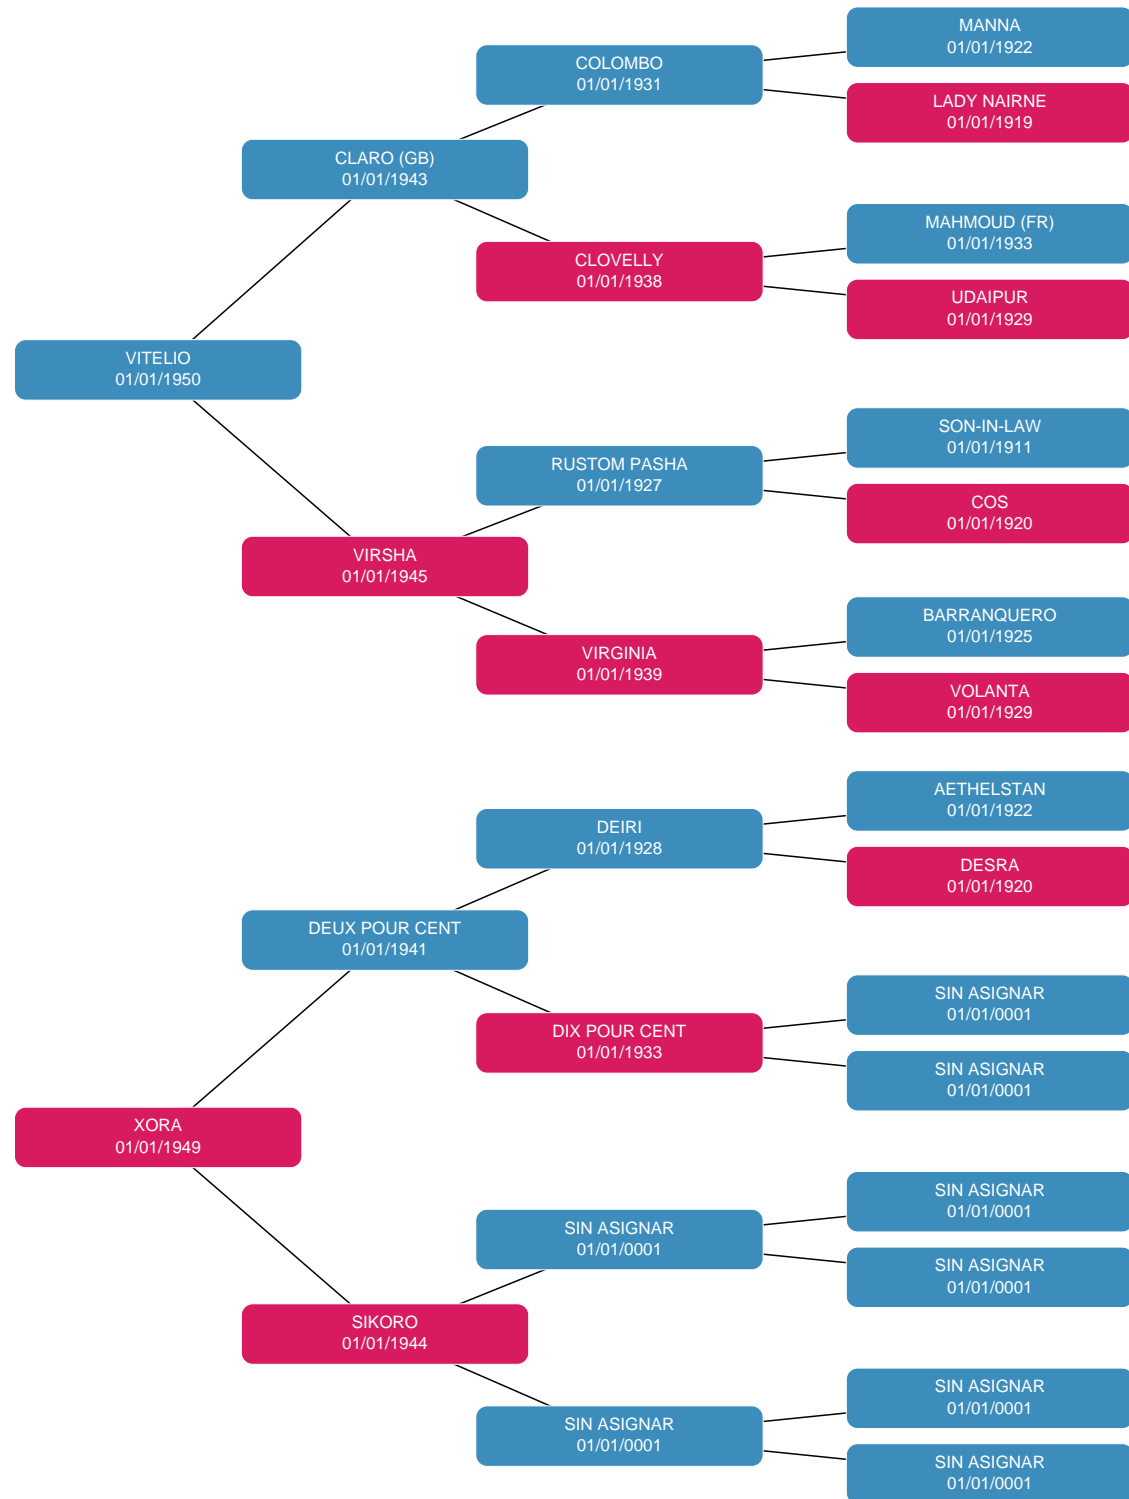 MANNA
01/01/1922
COLOMBO
01/01/1931
LADY NAIRNE
01/01/1919
CLARO (GB)
01/01/1943
MAHMOUD (FR)
01/01/1933
CLOVELLY
01/01/1938
UDAIPUR
01/01/1929
VITELIO
01/01/1950
SON-IN-LAW
01/01/1911
RUSTOM PASHA
01/01/1927
COS
01/01/1920
VIRSHA
01/01/1945
BARRANQUERO
01/01/1925
VIRGINIA
01/01/1939
VOLANTA
01/01/1929
AETHELSTAN
01/01/1922
DEIRI
01/01/1928
DESRA
01/01/1920
DEUX POUR CENT
01/01/1941
SIN ASIGNAR
01/01/0001
DIX POUR CENT
01/01/1933
SIN ASIGNAR
01/01/0001
XORA
01/01/1949
SIN ASIGNAR
01/01/0001
SIN ASIGNAR
01/01/0001
SIN ASIGNAR
01/01/0001
SIKORO
01/01/1944
SIN ASIGNAR
01/01/0001
SIN ASIGNAR
01/01/0001
SIN ASIGNAR
01/01/0001